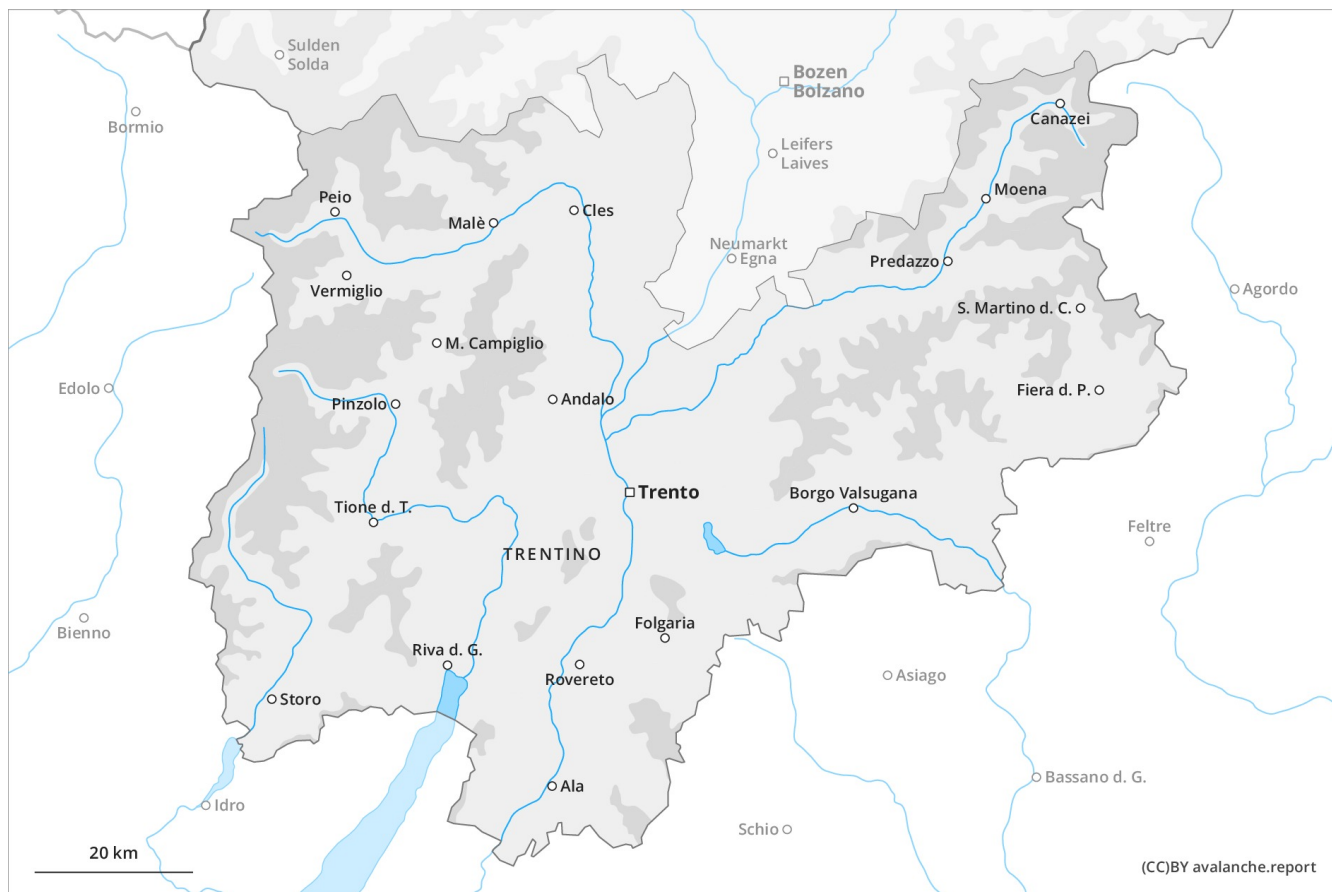 Sulden
Solda
Bozen
Bolzano
Bormio
Canazei
Leifers
Laives
Moena
Peio
Malè
Cles
Neumarkt
Egna
Predazzo
Vermiglio
Agordo
S. Martino d. C.
M. Campiglio
Edolo
Fiera d. P.
Pinzolo
Andalo
Trento
Borgo Valsugana
Tione d. T.
Feltre
TRENTINO
Bienno
Folgaria
Riva d. G.
Rovereto
Asiago
Storo
Bassano d. G.
Ala
Idro
Schio
20 km
(CC)BY avalanche.report